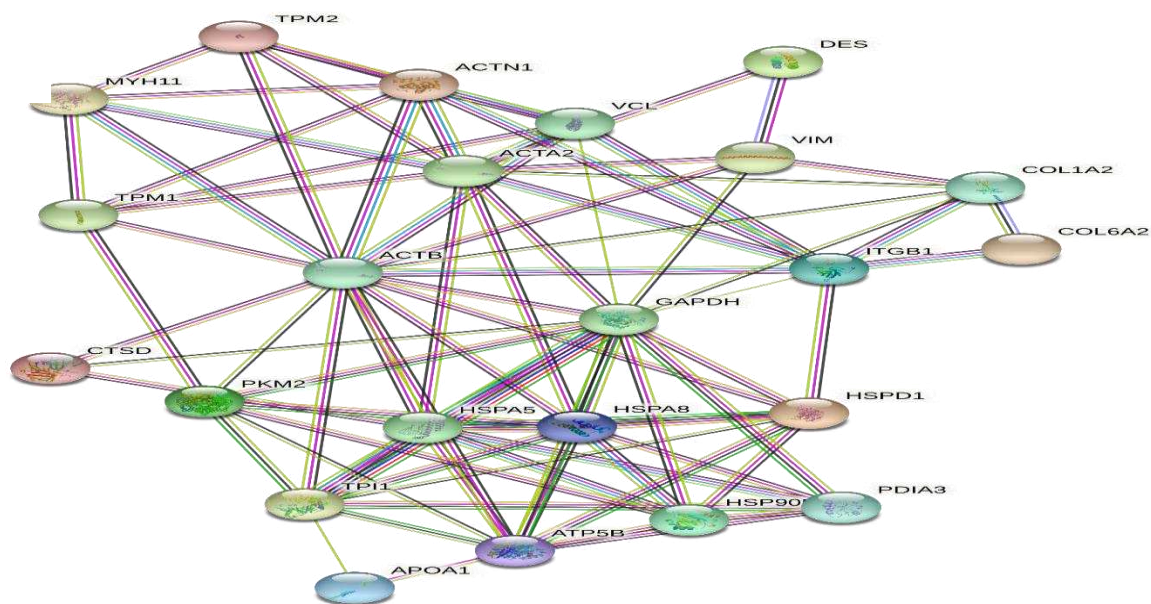 TPM2
DES
ACTN1
MYH11
VCL
VIM
ACTA2
COL1A2
TPM1
COL6A2
ITGB1
ACTB
GAPDH
CTSD
PKM2
HSPD1
HSPA5
HSPA8
TPI1
PDIA3
HSP90
ATP5B
APOA1